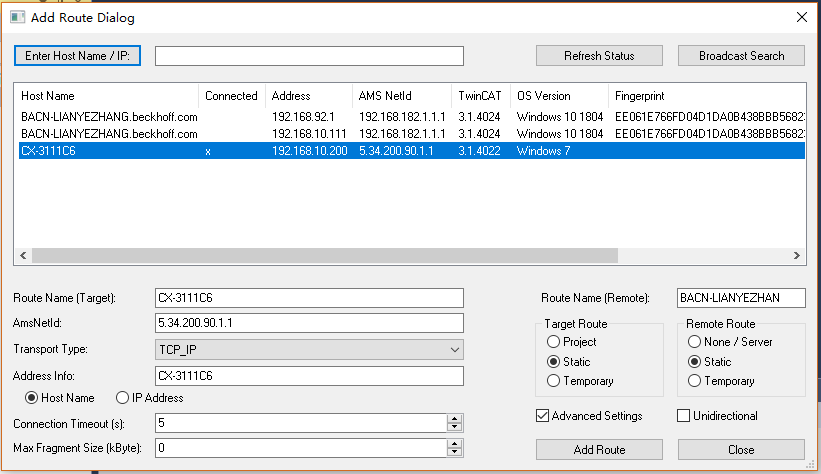 Add Route Dialog
Enter Host Name / IP: Refresh Status Broadcast Search
Host Name Connected Address AMS NetId TwinCAT OS Version Fingerprint
BACN-LIANYEZHANG.beckhoff.com 192.168.92.1 192.168.182.1.1.1 3.1.4024 Windows 10 1804 EE061E766FD04D1DA0B438BBB56823
BACN-LIANYEZHANG.beckhoff.com 192.168.10.111 192.168.182.1.1.1 3.1.4024 Windows 10 1804 EE061E766FD04D1DA0B438BBB56823
CX-3111C6 x 192.168.10.200 5.34.200.90.1.1 3.1.4022 Windows 7
Route Name (Target): CX-3111C6 Route Name (Remote): BACN-LIANYEZHAN
AmsNetId: 5.34.200.90.1.1 Target Route Remote Route
Transport Type: TCP_IP Project None / Server
Address Info: CX-3111C6 Static Static
Host Name IP Address Temporary Temporary
Connection Timeout (s): 5 Advanced Settings Unidirectional
Max Fragment Size (kByte): 0 Add Route Close